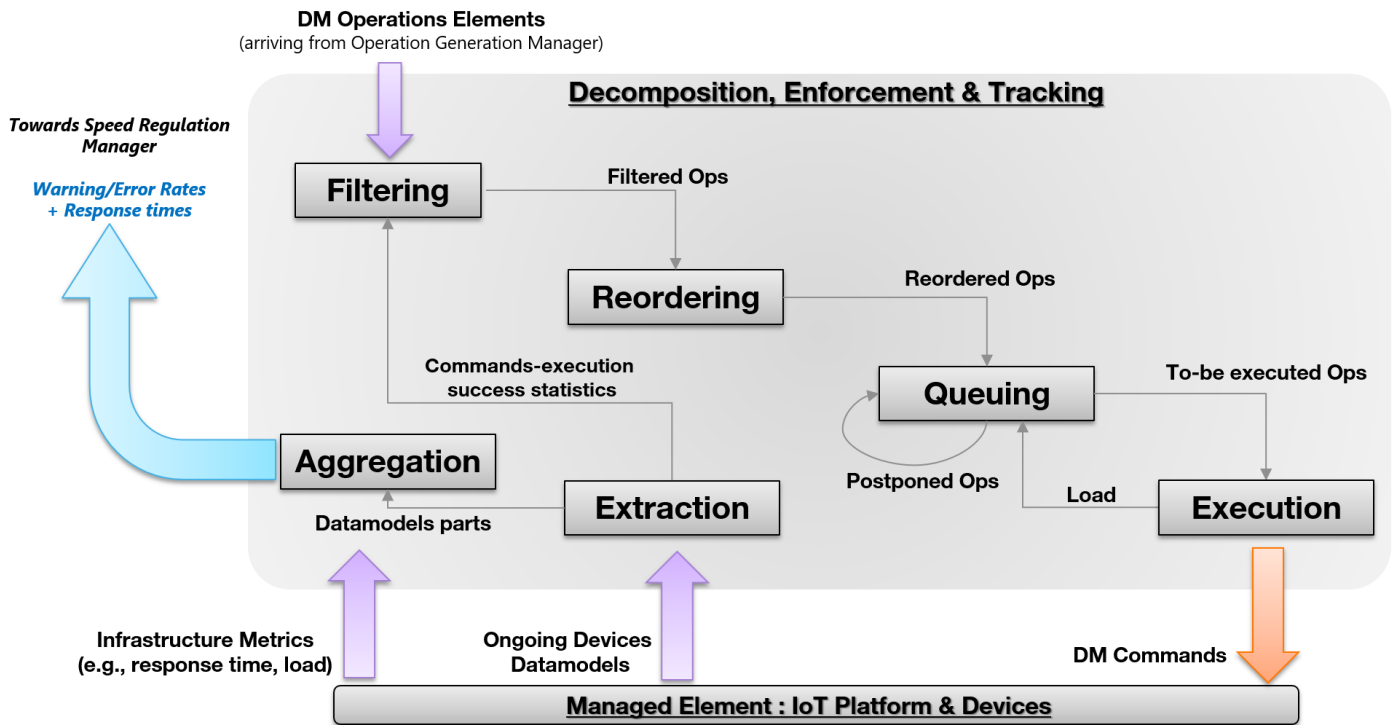 DM Operations Elements
(arriving from Operation Generation Manager)
Decomposition, Enforcement & Tracking
Towards Speed Regulation
Manager
Warning/Error Rates
+ Response times
Filtering
Filtered Ops
Reordering
Reordered Ops
Commands-execution
success statistics
Queuing
To-be executed Ops
Postponed Ops
Aggregation
Datamodels parts
Extraction
Load
Execution
Infrastructure Metrics
(e.g., response time, load)
Ongoing Devices
Datamodels
DM Commands
Managed Element : IoT Platform & Devices